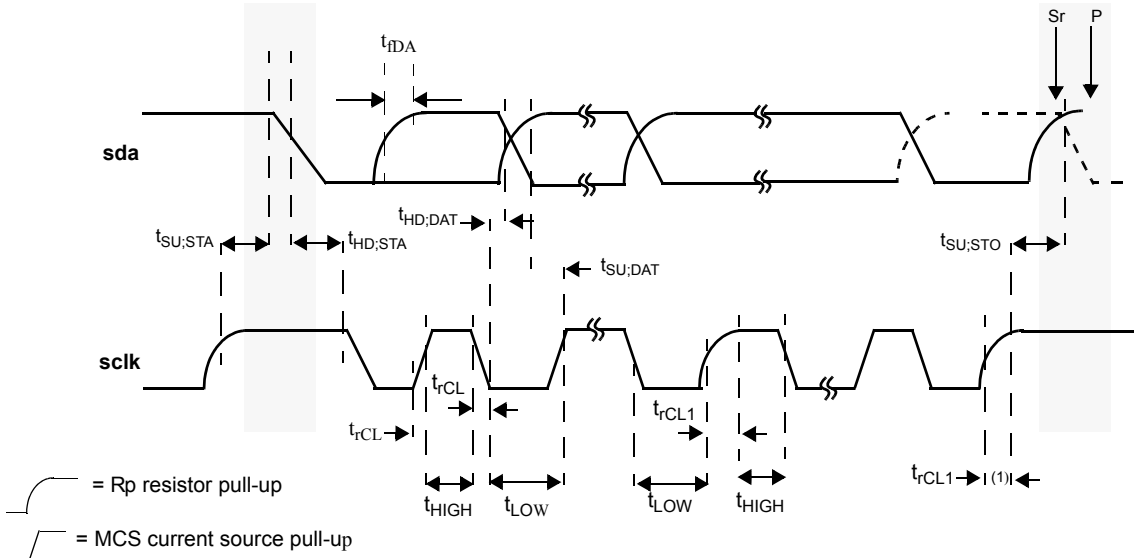 Sr P
tfDA
sda
tHD;DAT
tSU;STA
tHD;STA
tSU;STO
tSU;DAT
sclk
trCL
trCL1
trCL
trCL1 (1)
tHIGH
tLOW
tLOW
tHIGH
= Rp resistor pull-up
= MCS current source pull-up